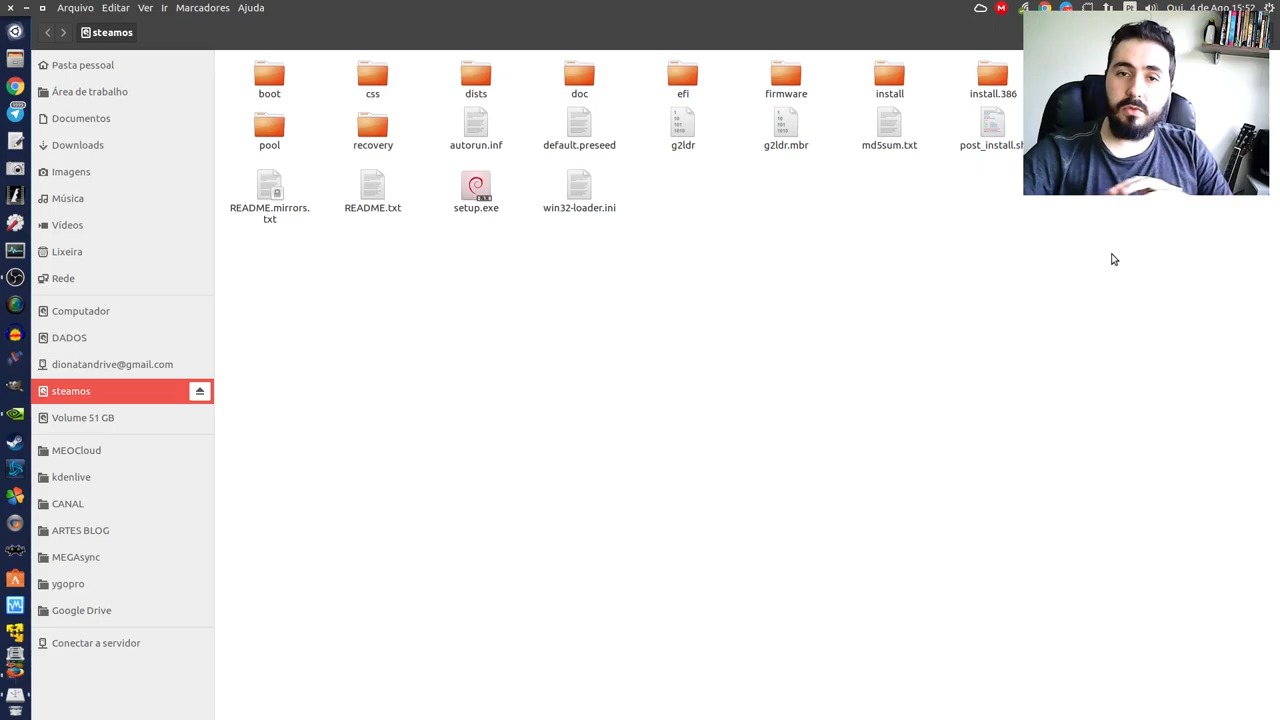 Arquivo Editar Ver Ir Marcadores Ajuda
Pt
Qui, 4 de Ago 15:52
steamos
Pasta pessoal
Área de trabalho
Documentos
Downloads
Imagens
Música
Vídeos
Lixeira
Rede
Computador
DADOS
dionatandrive@gmail.com
steamos
Volume 51 GB
MEOCloud
kdenlive
CANAL
ARTES BLOG
MEGAsync
ygopro
Google Drive
Conectar a servidor
boot
css
dists
doc
efi
firmware
install
install.386
pool
recovery
autorun.inf
default.preseed
g2ldr
g2ldr.mbr
md5sum.txt
post_install.sh
README.mirrors.
txt
README.txt
setup.exe
win32-loader.ini